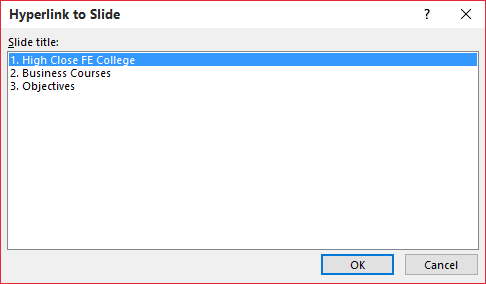 Hyperlink to Slide ? ×
Slide title:
1. High Close FE College
2. Business Courses
3. Objectives
OK Cancel